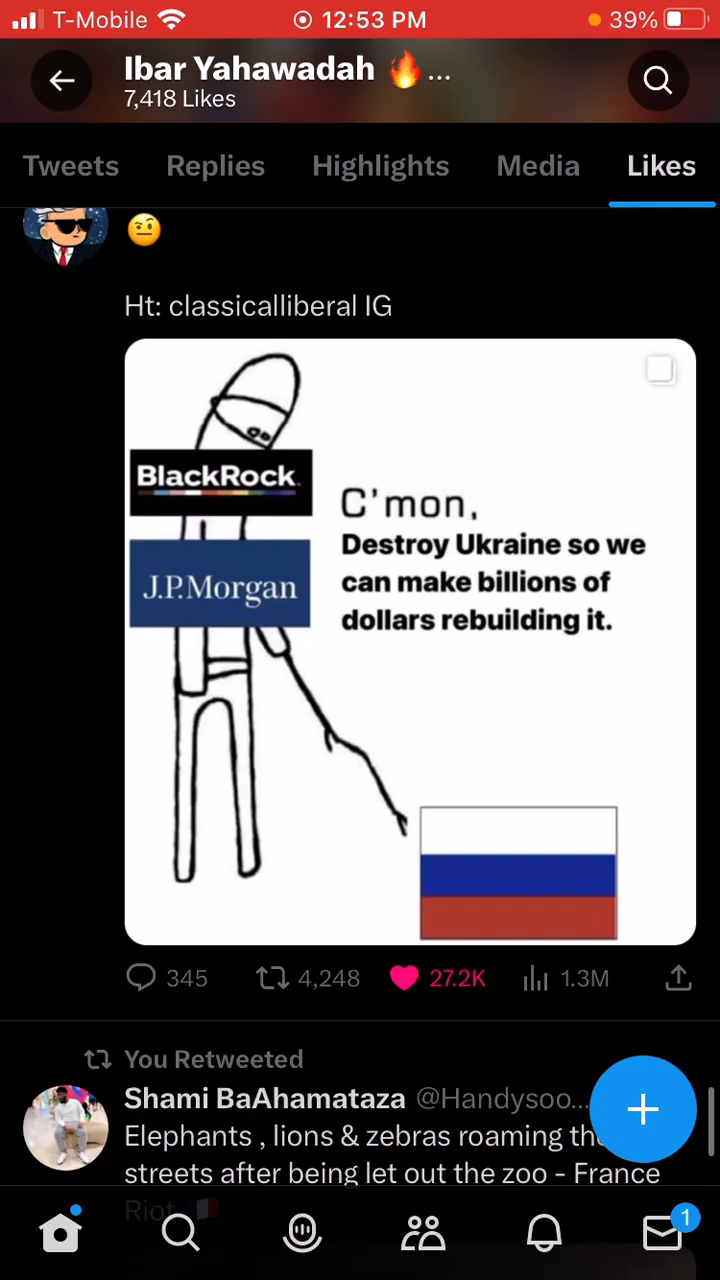 T-Mobile 12:53 PM 39%
Ibar Yahawadah 🔥...
7,418 Likes
Tweets Replies Highlights Media Likes
🤨
Ht: classicalliberal IG
BlackRock.
J.P.Morgan
C'mon,
Destroy Ukraine so we
can make billions of
dollars rebuilding it.
345 4,248 27.2K 1.3M
You Retweeted
Shami BaAhamataza @Handysoo...
Elephants , lions & zebras roaming the
streets after being let out the zoo - France
Riot 🇫🇷
1